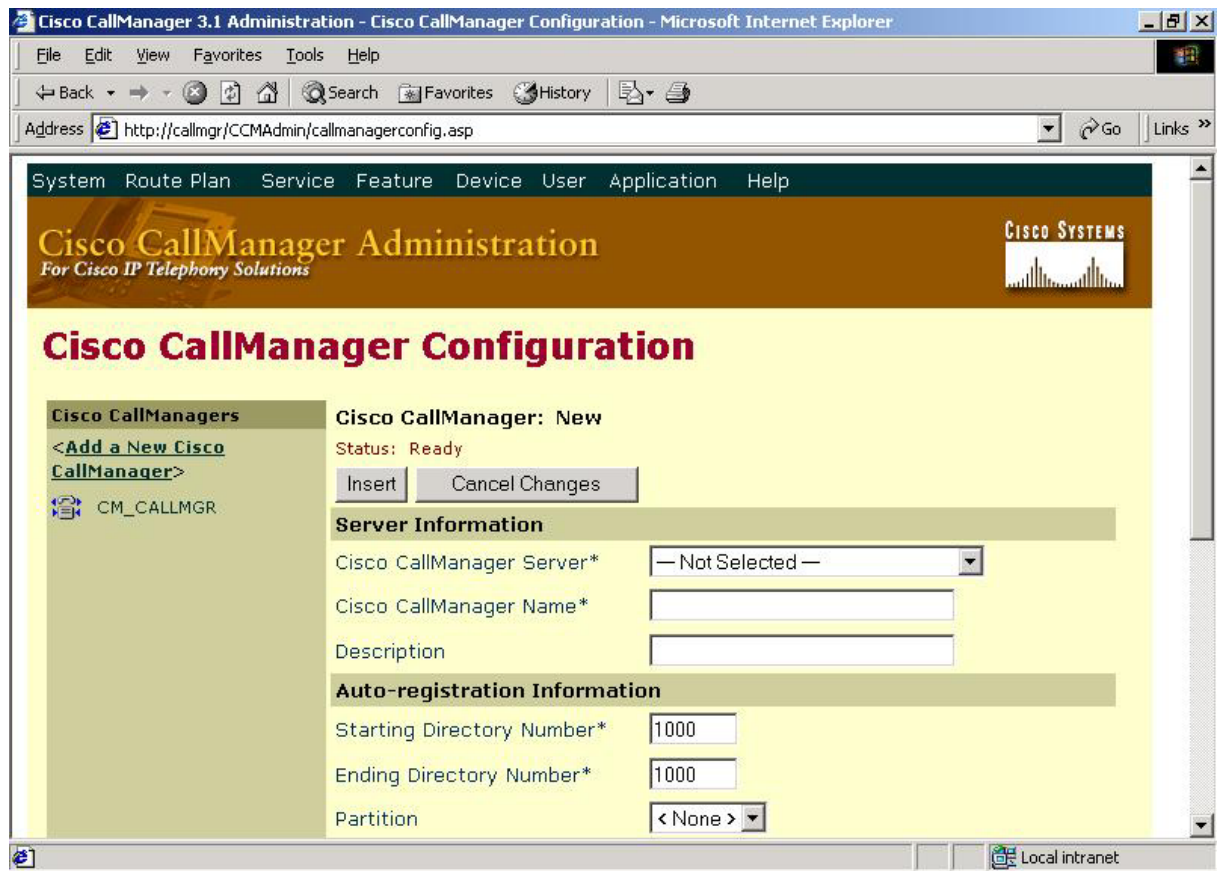 Cisco CallManager 3.1 Administration - Cisco CallManager Configuration - Microsoft Internet Explorer
File Edit View Favorites Tools Help
Back Search Favorites History
Address http://callmgr/CCMAdmin/callmanagerconfig.asp Go Links »
System Route Plan Service Feature Device User Application Help
Cisco CallManager Administration
For Cisco IP Telephony Solutions
CISCO SYSTEMS
Cisco CallManager Configuration
Cisco CallManagers
<Add a New Cisco
CallManager>
CM_CALLMGR
Cisco CallManager: New
Status: Ready
Insert Cancel Changes
Server Information
Cisco CallManager Server* — Not Selected —
Cisco CallManager Name*
Description
Auto-registration Information
Starting Directory Number* 1000
Ending Directory Number* 1000
Partition < None >
Local intranet